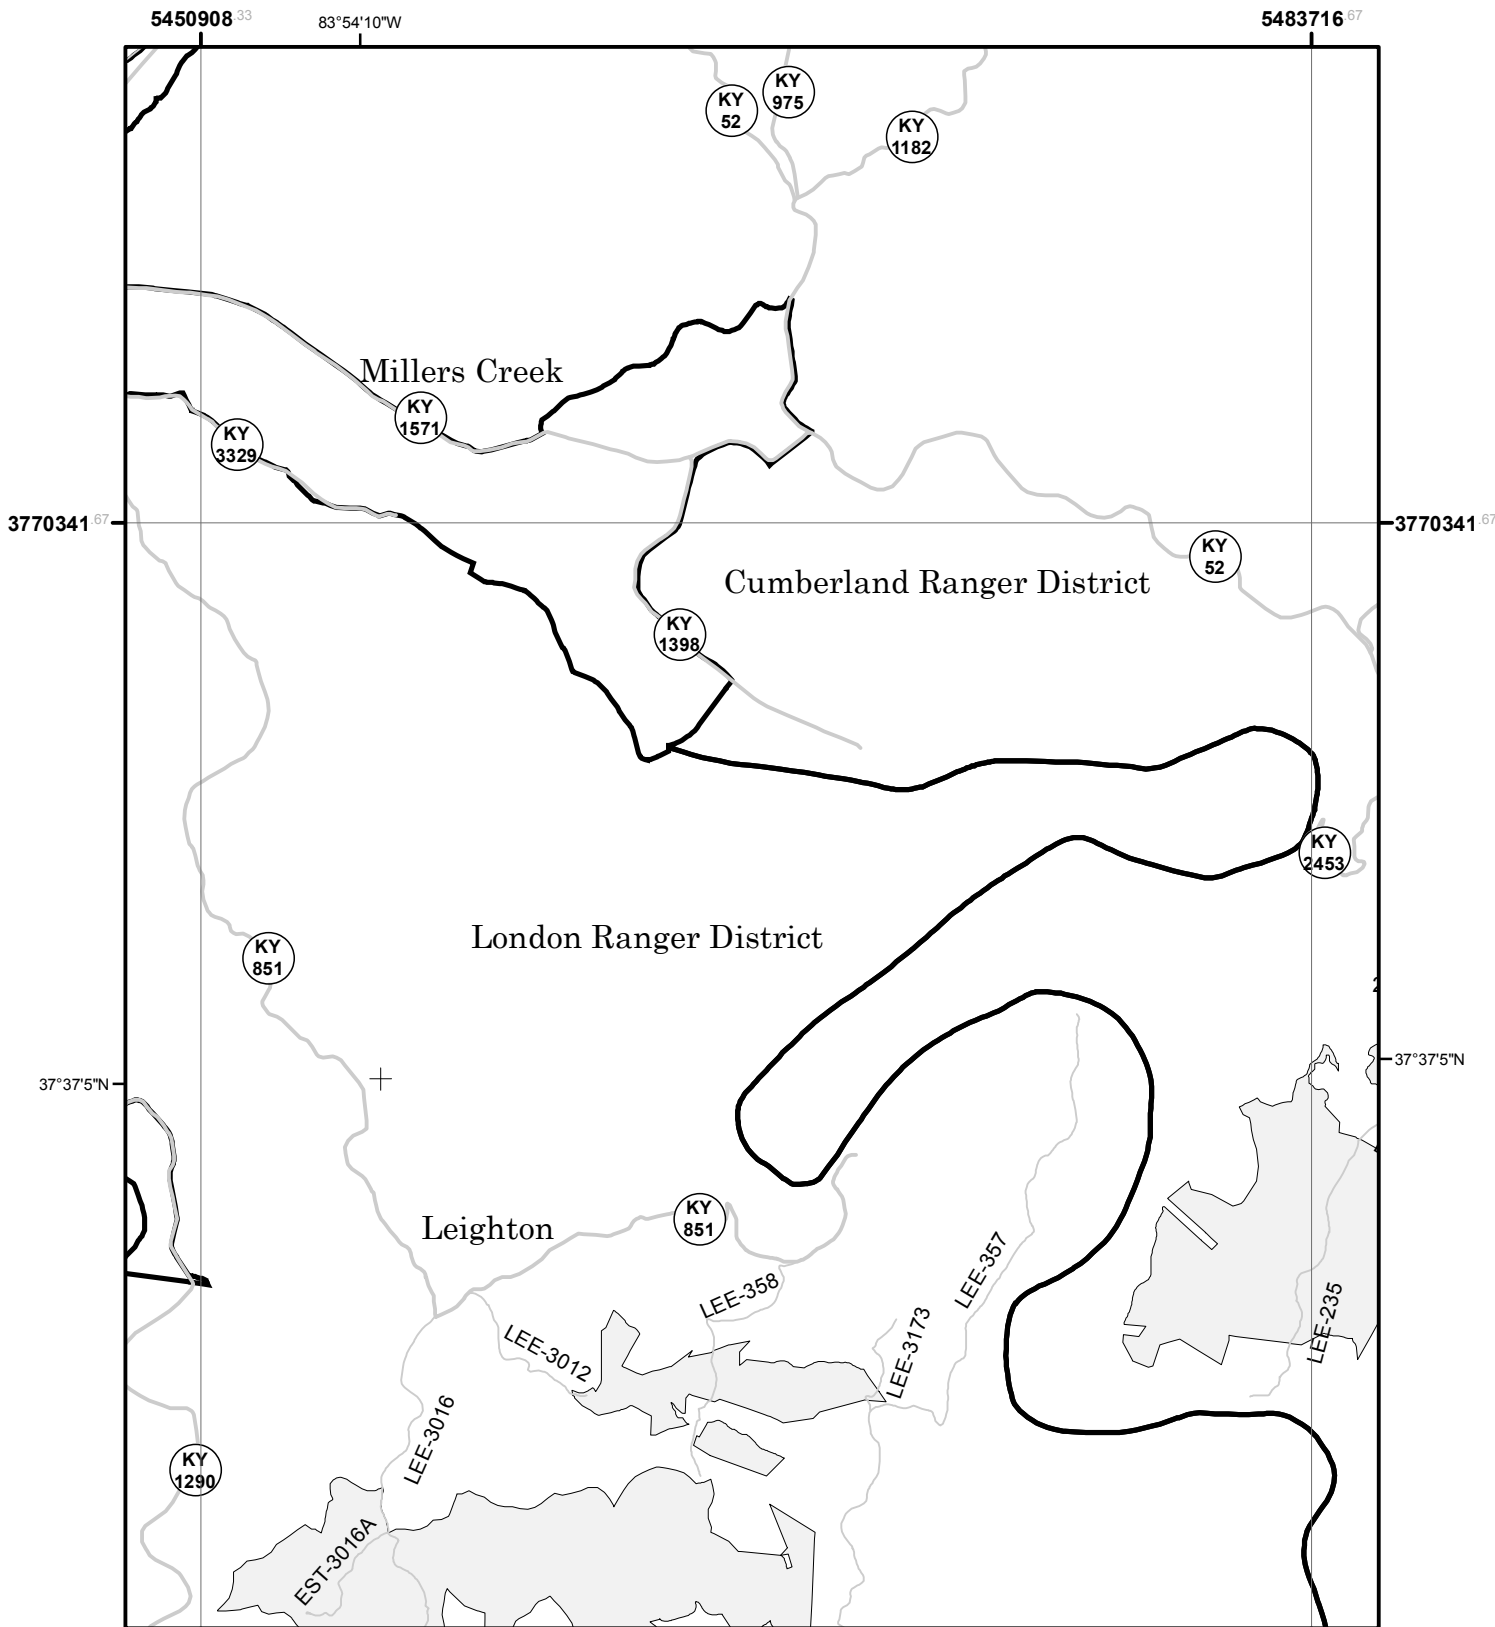 5450908.33
83°54'10"W
5483716.67
KY
975
KY
52
KY
1182
Millers Creek
KY
1571
KY
3329
3770341.67
3770341.67
KY
52
Cumberland Ranger District
KY
1398
KY
2453
London Ranger District
KY
851
37°37'5"N
37°37'5"N
KY
851
Leighton
LEE-357
LEE-358
LEE-235
LEE-3012
LEE-3173
LEE-3016
KY
1290
EST-3016A